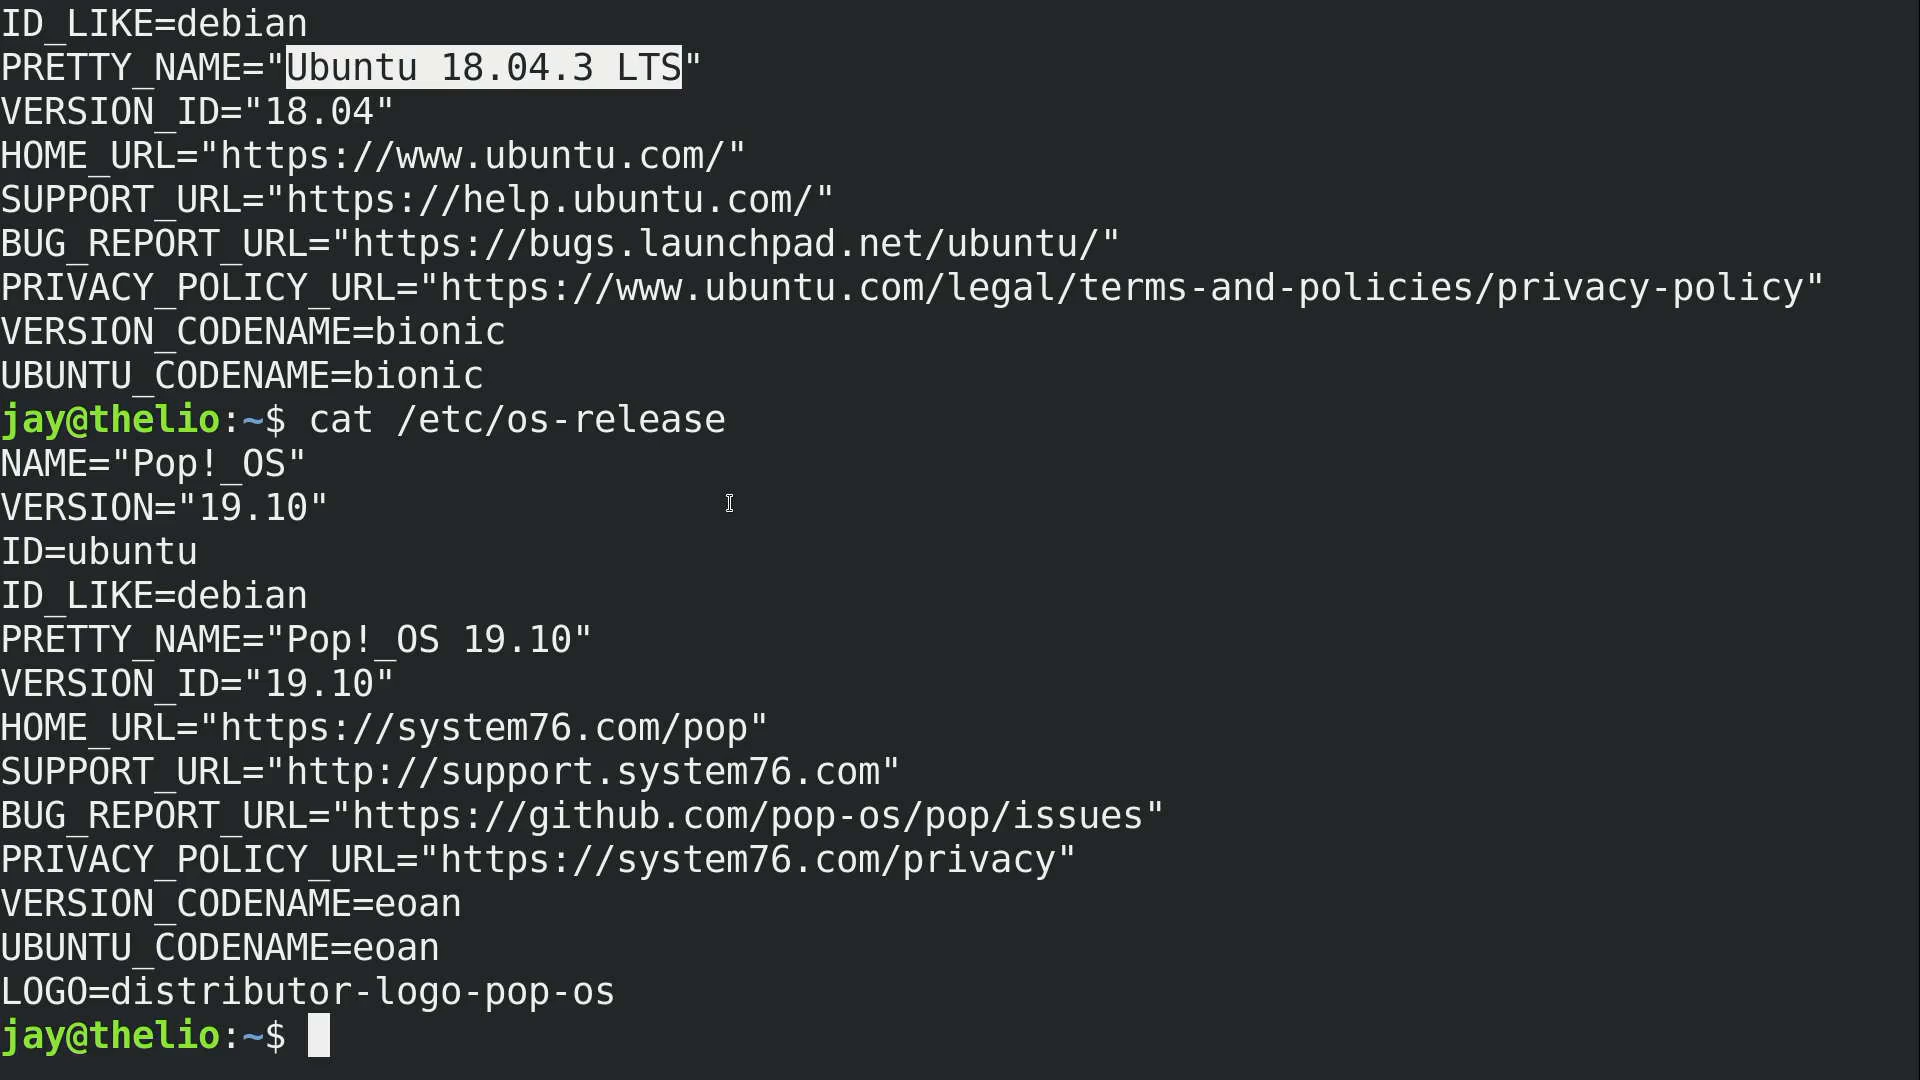 ID_LIKE=debian
PRETTY_NAME="Ubuntu 18.04.3 LTS"
VERSION_ID="18.04"
HOME_URL="https://www.ubuntu.com/"
SUPPORT_URL="https://help.ubuntu.com/"
BUG_REPORT_URL="https://bugs.launchpad.net/ubuntu/"
PRIVACY_POLICY_URL="https://www.ubuntu.com/legal/terms-and-policies/privacy-policy"
VERSION_CODENAME=bionic
UBUNTU_CODENAME=bionic
jay@thelio:~$ cat /etc/os-release
NAME="Pop!_OS"
VERSION="19.10"
ID=ubuntu
ID_LIKE=debian
PRETTY_NAME="Pop!_OS 19.10"
VERSION_ID="19.10"
HOME_URL="https://system76.com/pop"
SUPPORT_URL="http://support.system76.com"
BUG_REPORT_URL="https://github.com/pop-os/pop/issues"
PRIVACY_POLICY_URL="https://system76.com/privacy"
VERSION_CODENAME=eoan
UBUNTU_CODENAME=eoan
LOGO=distributor-logo-pop-os
jay@thelio:~$